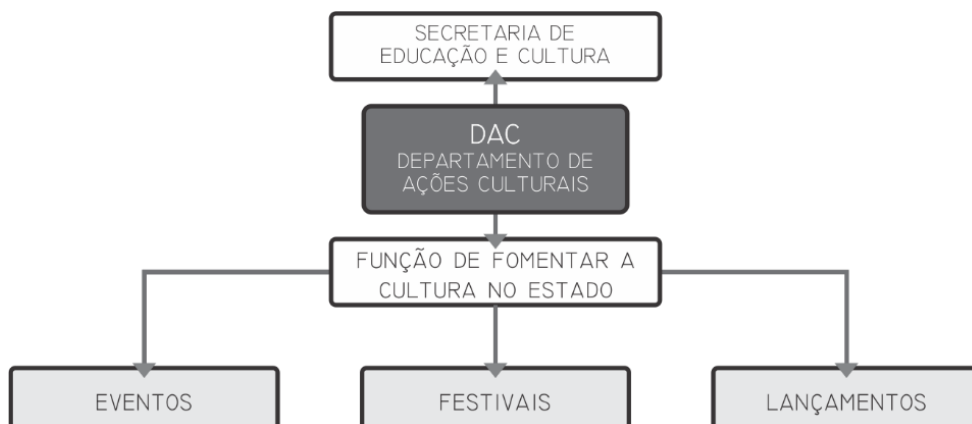 SECRETARIA DE
EDUCAÇÃO E CULTURA
DAC
DEPARTAMENTO DE
AÇÕES CULTURAIS
FUNÇÃO DE FOMENTAR A
CULTURA NO ESTADO
EVENTOS
FESTIVAIS
LANÇAMENTOS